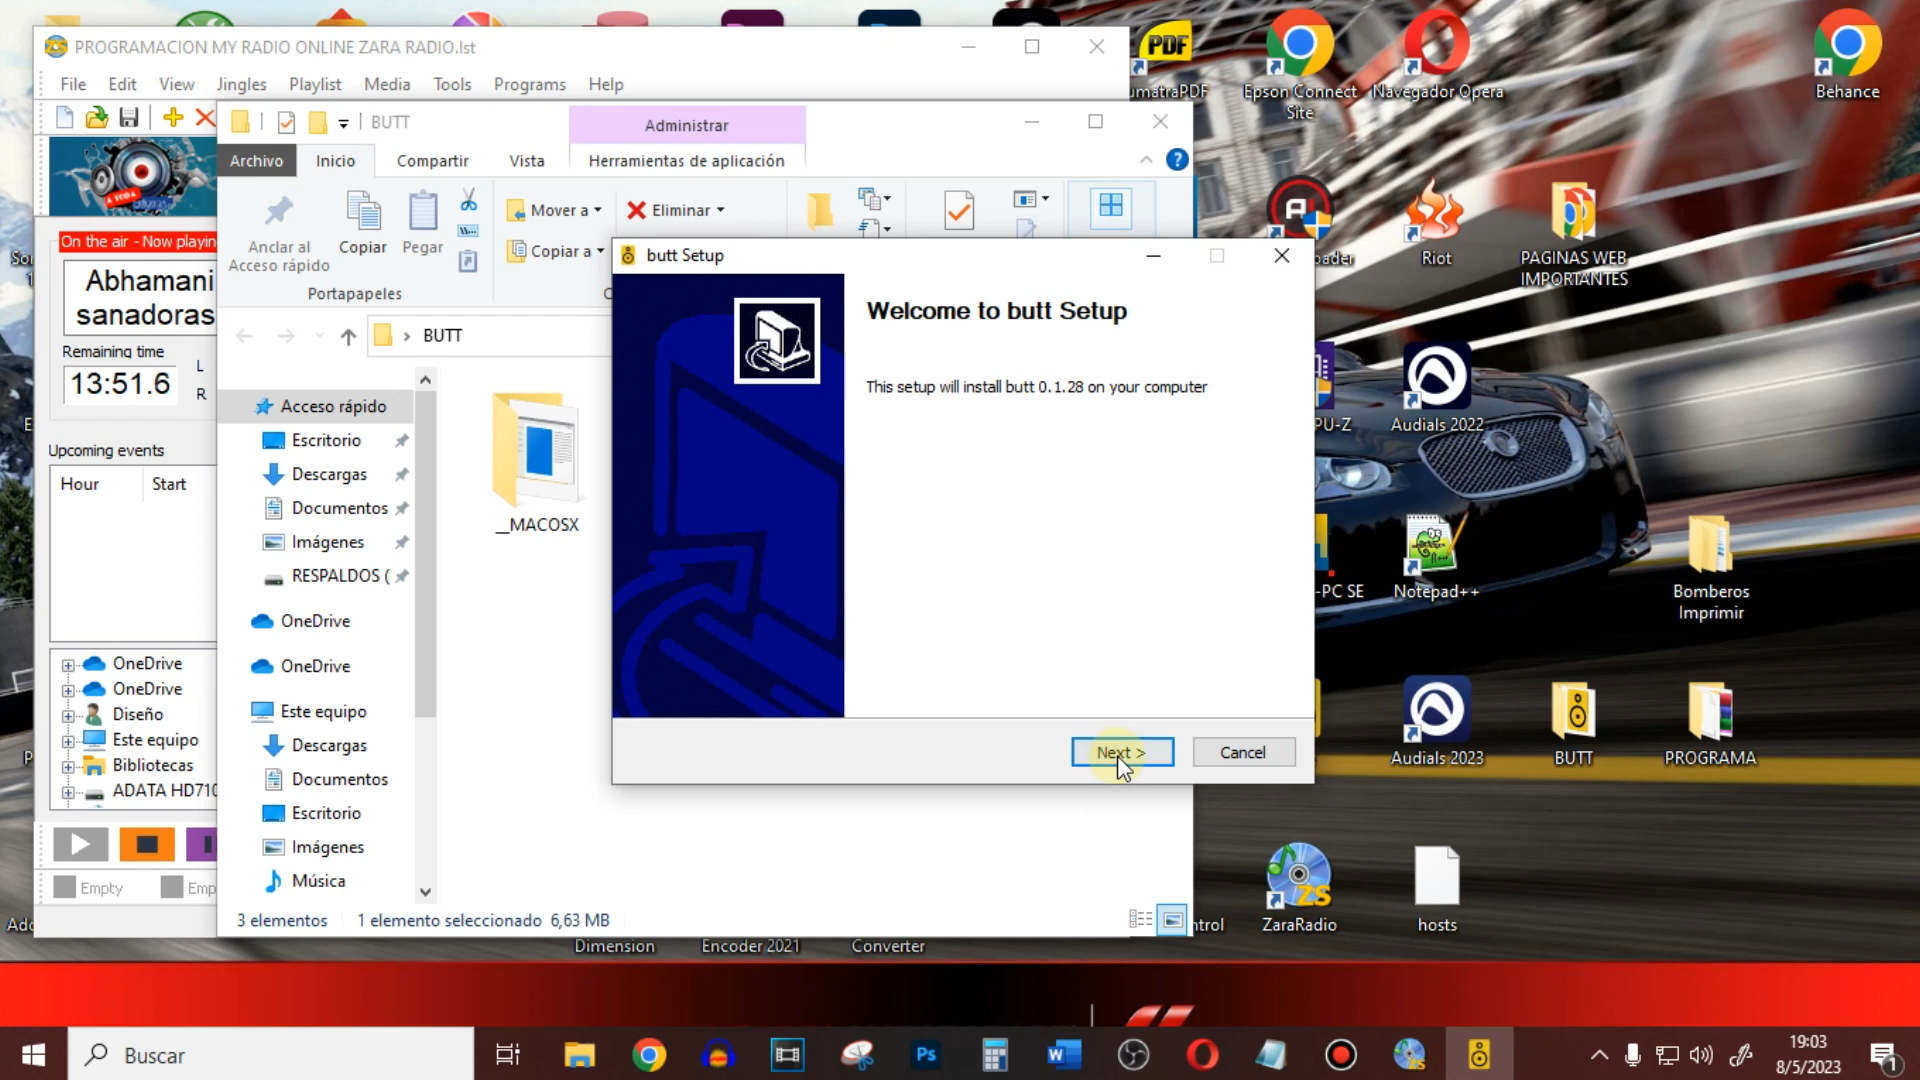 PROGRAMACION MY RADIO ONLINE ZARA RADIO.lst
File Edit View Jingles Playlist Media Tools Programs Help
On the air - Now playin
Abhamani
sanadoras
Remaining time
13:51.6
L
R
Upcoming events
Hour Start
OneDrive
OneDrive
Diseño
Este equipo
Bibliotecas
ADATA HD710
Empty
Emp
BUTT
Administrar
Archivo Inicio Compartir Vista Herramientas de aplicación
Anclar al
Acceso rápido
Copiar
Pegar
Portapapeles
Mover a
Copiar a
Eliminar
BUTT
Acceso rápido
Escritorio
Descargas
Documentos
Imágenes
RESPALDOS (
OneDrive
OneDrive
Este equipo
Descargas
Documentos
Escritorio
Imágenes
Música
__MACOSX
3 elementos
1 elemento seleccionado 6,63 MB
butt Setup
Welcome to butt Setup
This setup will install butt 0.1.28 on your computer
Next >
Cancel
PDF
umatraPDF
Epson Connect
Site
Navegador Opera
Behance
oader
Riot
PAGINAS WEB
IMPORTANTES
PU-Z
Audials 2022
-PC SE
Notepad++
Bomberos
Imprimir
Audials 2023
BUTT
PROGRAMA
ntrol
ZS
ZaraRadio
hosts
Dimension
Encoder 2021
Converter
Buscar
Ps
19:03
8/5/2023
1